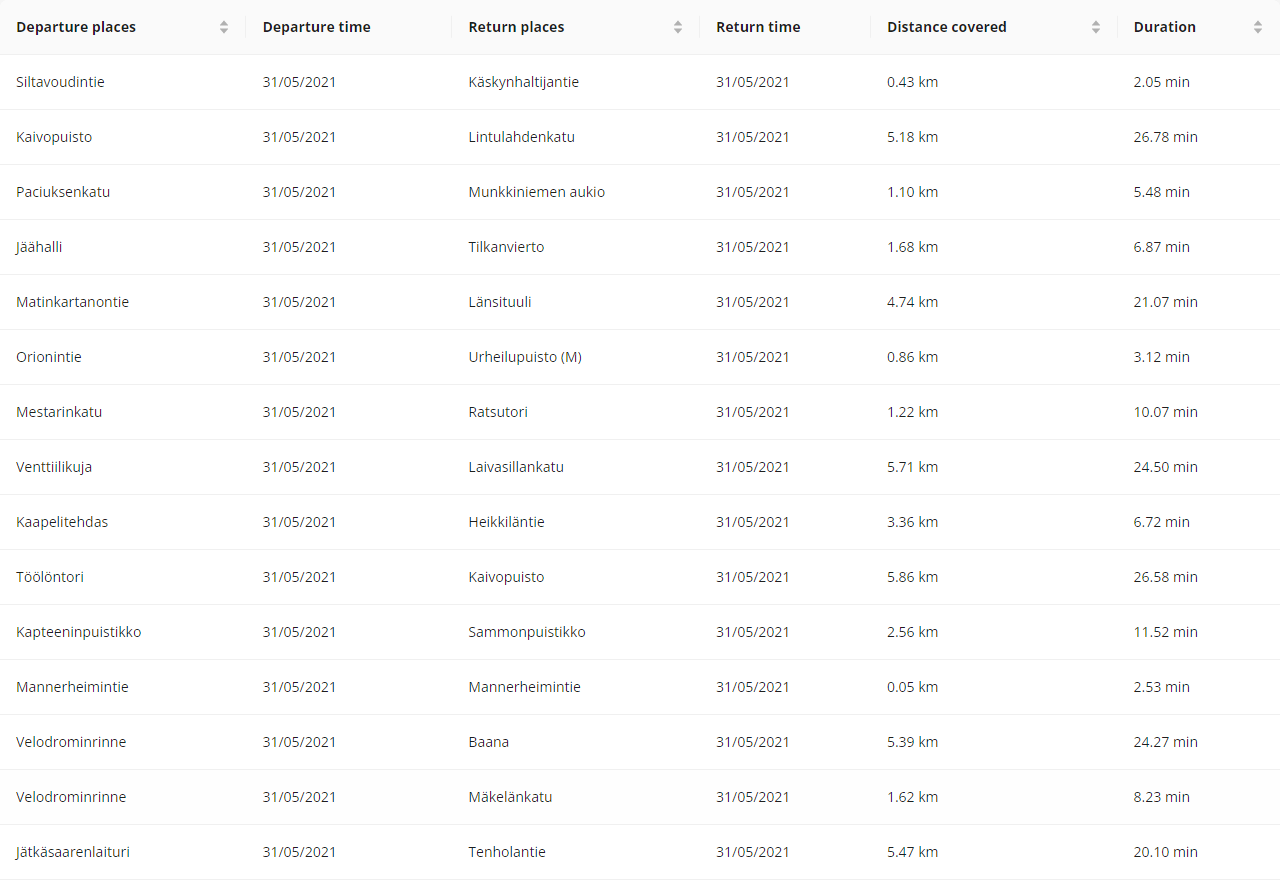 Departure places Departure time Return places Return time Distance covered Duration
Siltavoudintie 31/05/2021 Käskynhaltijantie 31/05/2021 0.43 km 2.05 min
Kaivopuisto 31/05/2021 Lintulahdenkatu 31/05/2021 5.18 km 26.78 min
Paciuksenkatu 31/05/2021 Munkkiniemen aukio 31/05/2021 1.10 km 5.48 min
Jäähalli 31/05/2021 Tilkanvierto 31/05/2021 1.68 km 6.87 min
Matinkartanontie 31/05/2021 Länsituuli 31/05/2021 4.74 km 21.07 min
Orionintie 31/05/2021 Urheilupuisto (M) 31/05/2021 0.86 km 3.12 min
Mestarinkatu 31/05/2021 Ratsutori 31/05/2021 1.22 km 10.07 min
Venttiilikuja 31/05/2021 Laivasillankatu 31/05/2021 5.71 km 24.50 min
Kaapelitehdas 31/05/2021 Heikkiläntie 31/05/2021 3.36 km 6.72 min
Töölöntori 31/05/2021 Kaivopuisto 31/05/2021 5.86 km 26.58 min
Kapteeninpuistikko 31/05/2021 Sammonpuistikko 31/05/2021 2.56 km 11.52 min
Mannerheimintie 31/05/2021 Mannerheimintie 31/05/2021 0.05 km 2.53 min
Velodrominrinne 31/05/2021 Baana 31/05/2021 5.39 km 24.27 min
Velodrominrinne 31/05/2021 Mäkelänkatu 31/05/2021 1.62 km 8.23 min
Jätkäsaarenlaituri 31/05/2021 Tenholantie 31/05/2021 5.47 km 20.10 min